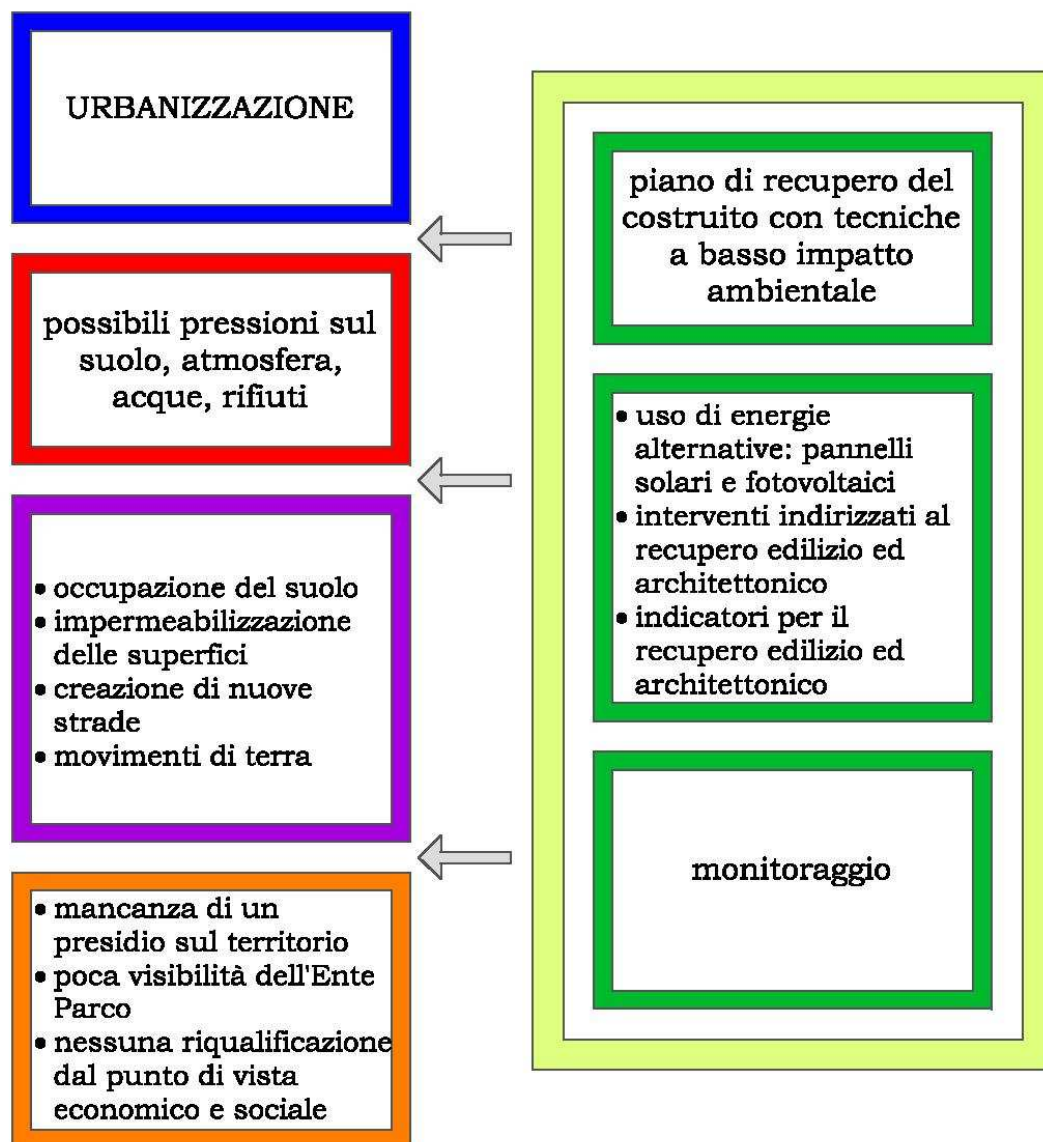 URBANIZZAZIONE
possibili pressioni sul
suolo, atmosfera,
acque, rifiuti
• occupazione del suolo
• impermeabilizzazione
delle superfici
• creazione di nuove
strade
• movimenti di terra
• mancanza di un
presidio sul territorio
• poca visibilità dell'Ente
Parco
• nessuna riqualificazione
dal punto di vista
economico e sociale
piano di recupero del
costruito con tecniche
a basso impatto
ambientale
• uso di energie
alternative: pannelli
solari e fotovoltaici
• interventi indirizzati al
recupero edilizio ed
architettonico
• indicatori per il
recupero edilizio ed
architettonico
monitoraggio